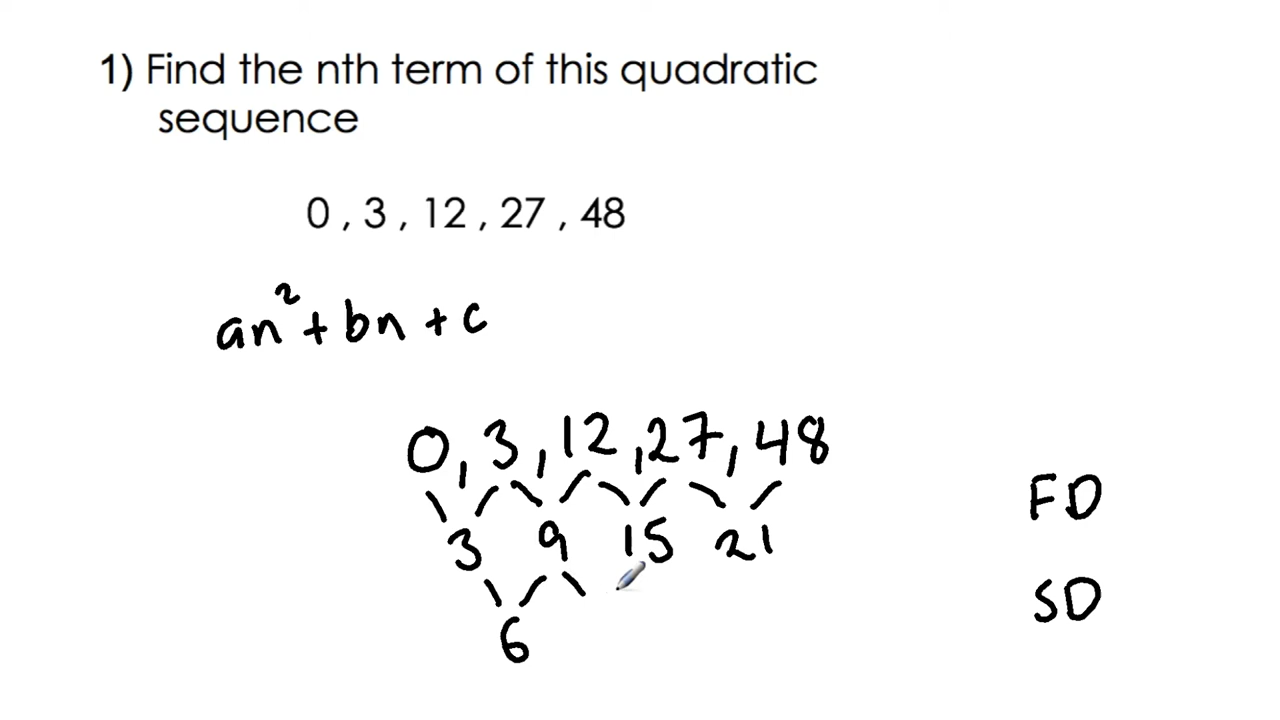 1) Find the nth term of this quadratic
sequence
0 , 3 , 12 , 27 , 48
an² + bn + c
0, 3, 12, 27, 48
FD
3 9 15 21
SD
6